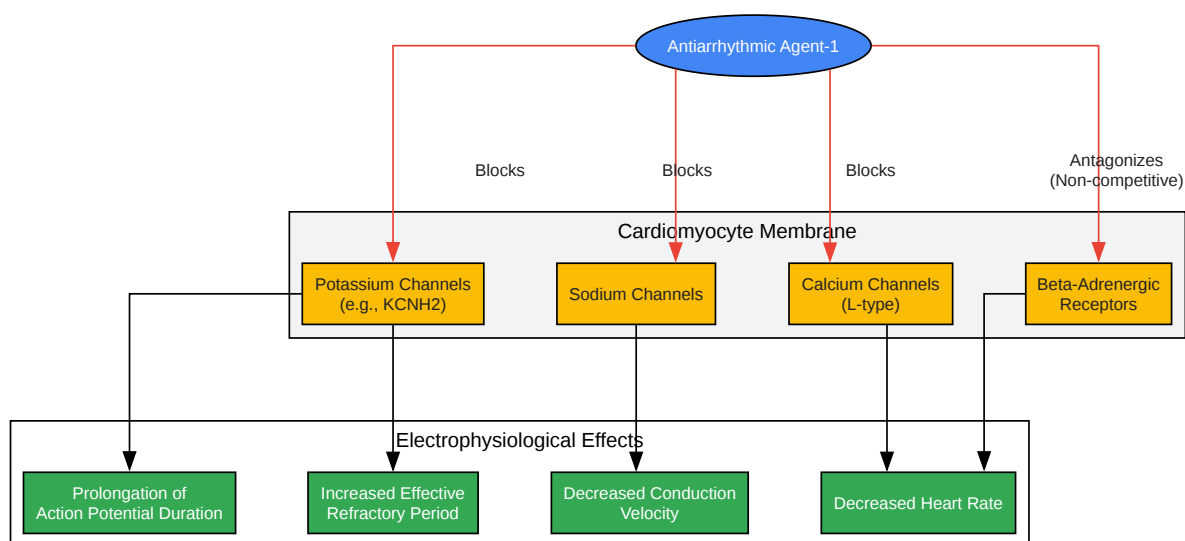 Antiarrhythmic Agent-1
Blocks
Blocks
Blocks
Antagonizes
(Non-competitive)
Cardiomyocyte Membrane
Potassium Channels
(e.g., KCNH2)
Sodium Channels
Calcium Channels
(L-type)
Beta-Adrenergic
Receptors
Electrophysiological Effects
Prolongation of
Action Potential Duration
Increased Effective
Refractory Period
Decreased Conduction
Velocity
Decreased Heart Rate